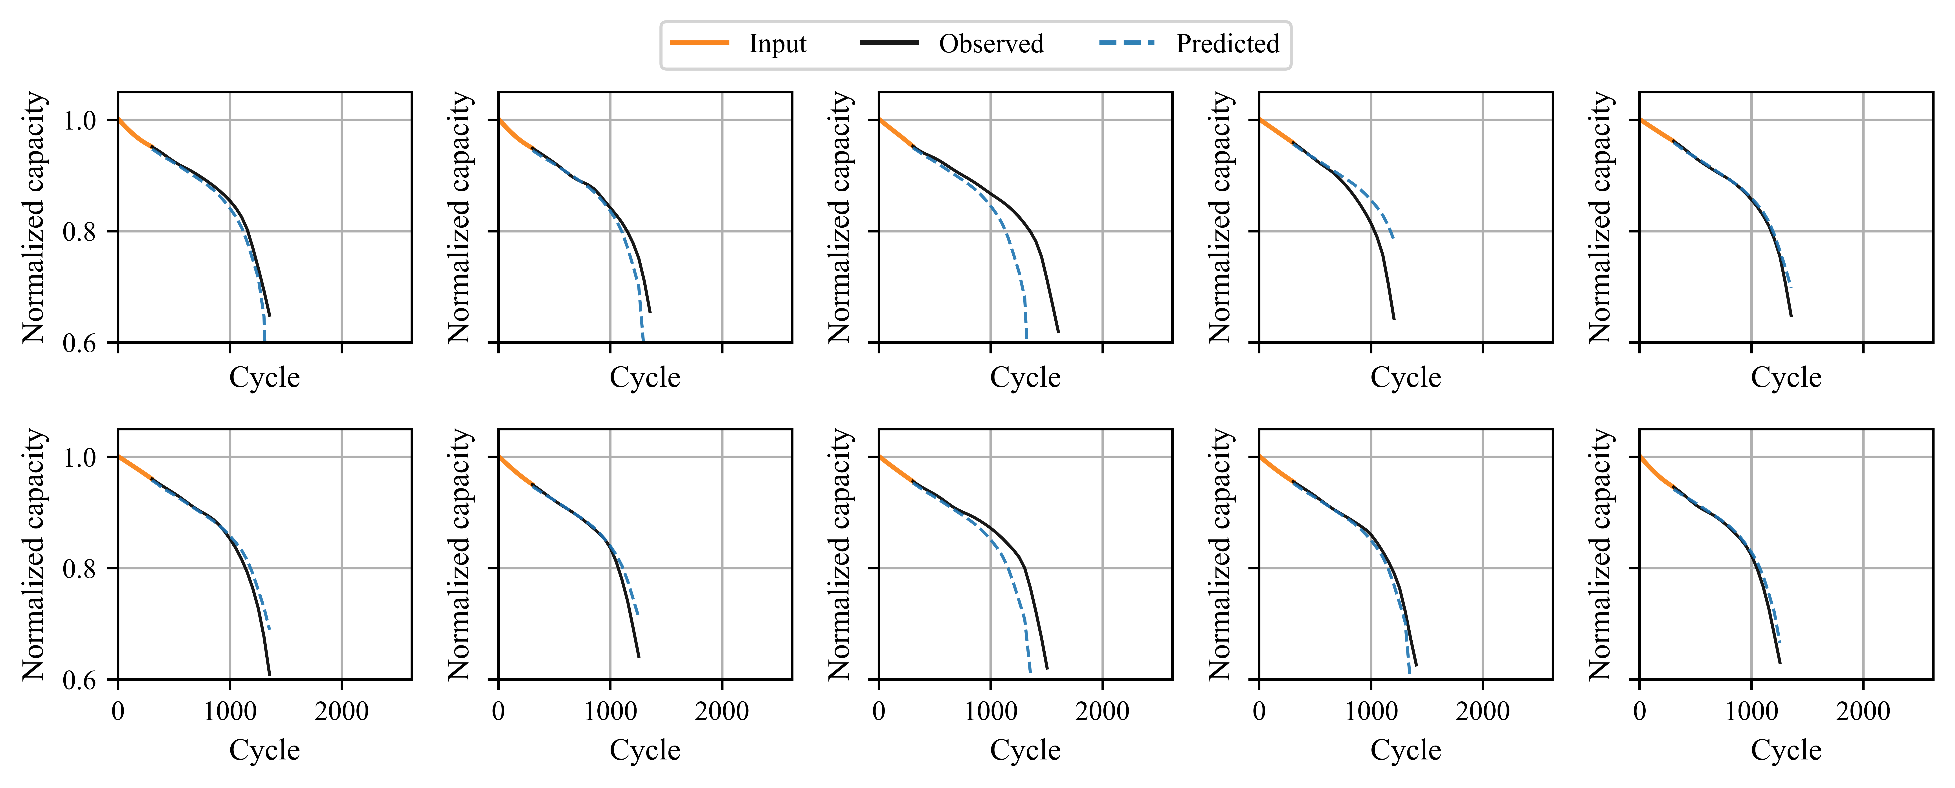 Input Observed Predicted
Normalized capacity Normalized capacity Normalized capacity Normalized capacity Normalized capacity
1.0
0.8
0.6
Cycle Cycle Cycle Cycle Cycle
Normalized capacity Normalized capacity Normalized capacity Normalized capacity Normalized capacity
1.0
0.8
0.6
0 1000 2000 0 1000 2000 0 1000 2000 0 1000 2000 0 1000 2000
Cycle Cycle Cycle Cycle Cycle